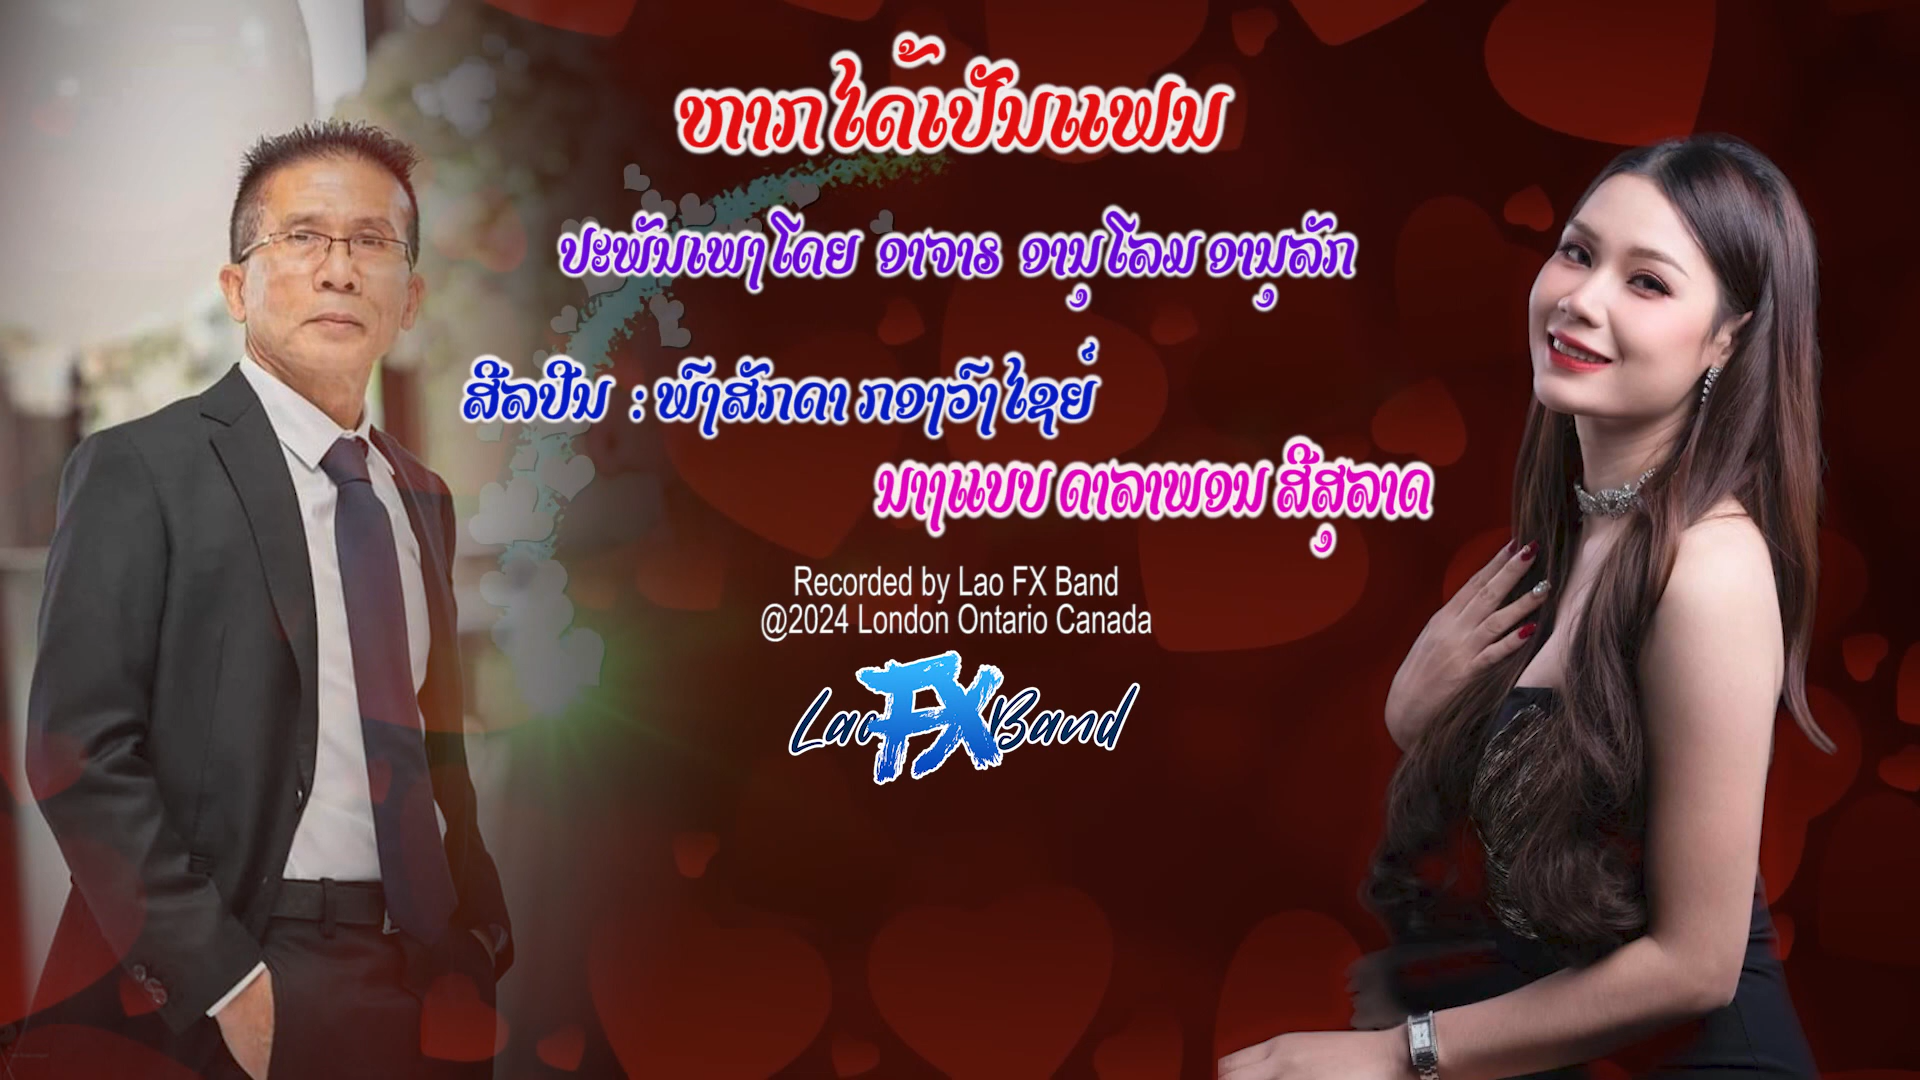 ຫາກໄດ້ເປັນແຟນ
ປະພັນເພງໂດຍ ອາຈາຣ ອານຸໂລມ ອານຸລັກ
ສິລປິນ : ພົງສັກດາ ກອງວົງໄຊຍ໌
ນາງແບບ ດາລາພອນ ສີສຸລາດ
Recorded by Lao FX Band
@2024 London Ontario Canada
Lao FX Band